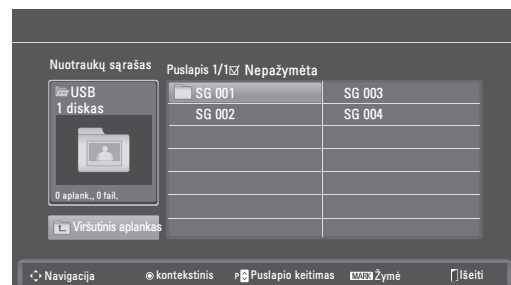 Nuotraukų sąrašas
Puslapis 1/1 ☑ Nepažymėta
USB
1 diskas
0 aplank., 0 fail.
Viršutinis aplankas
SG 001 SG 003
SG 002 SG 004
Navigacija kontekstinis P Puslapio keitimas MARK Žymė Išeiti